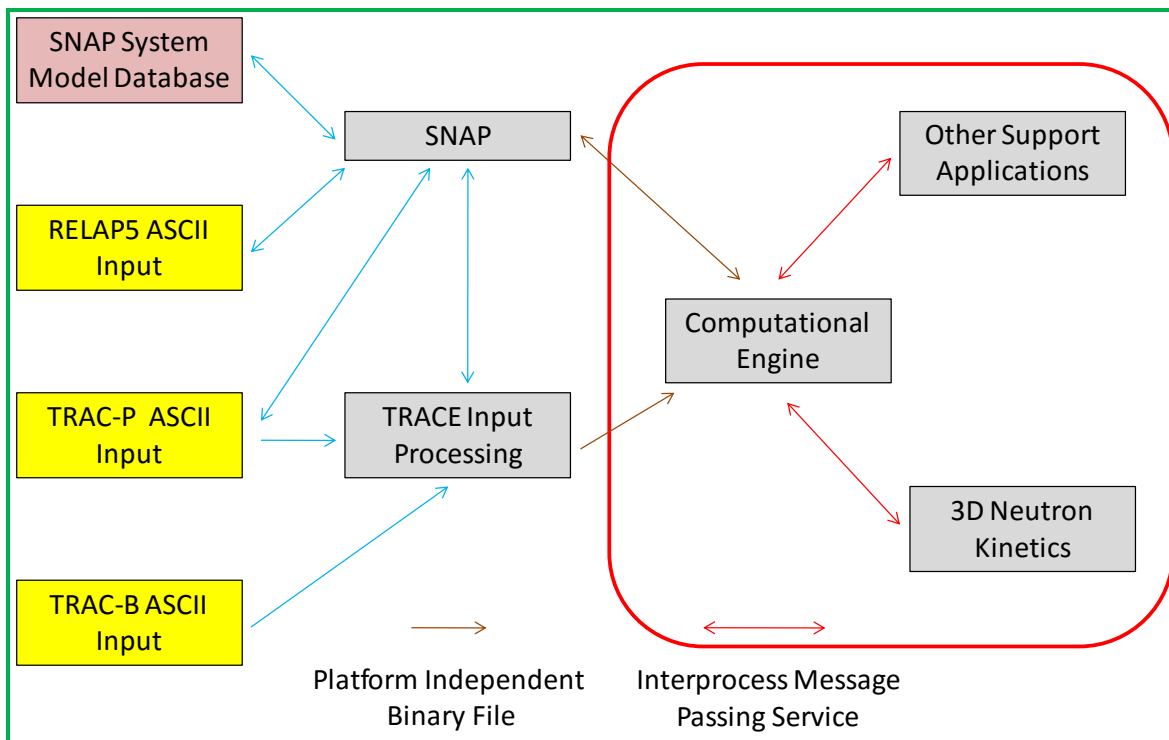 SNAP System
Model Database
SNAP
Other Support
Applications
RELAP5 ASCII
Input
Computational
Engine
TRAC-P ASCII
Input
TRACE Input
Processing
3D Neutron
Kinetics
TRAC-B ASCII
Input
Platform Independent
Binary File
Interprocess Message
Passing Service